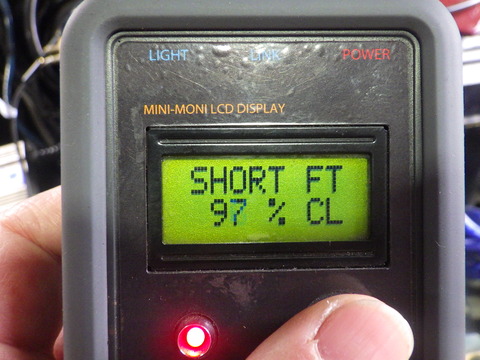 LIGHT LINK POWER
MINI-MONI LCD DISPLAY
SHORT FT
97 % CL